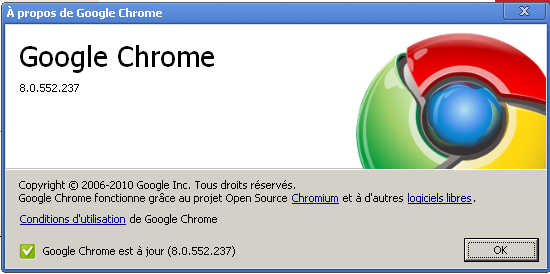 À propos de Google Chrome
Google Chrome
8.0.552.237
Copyright © 2006-2010 Google Inc. Tous droits réservés.
Google Chrome fonctionne grâce au projet Open Source Chromium et à d'autres logiciels libres.
Conditions d'utilisation de Google Chrome
Google Chrome est à jour (8.0.552.237)
OK